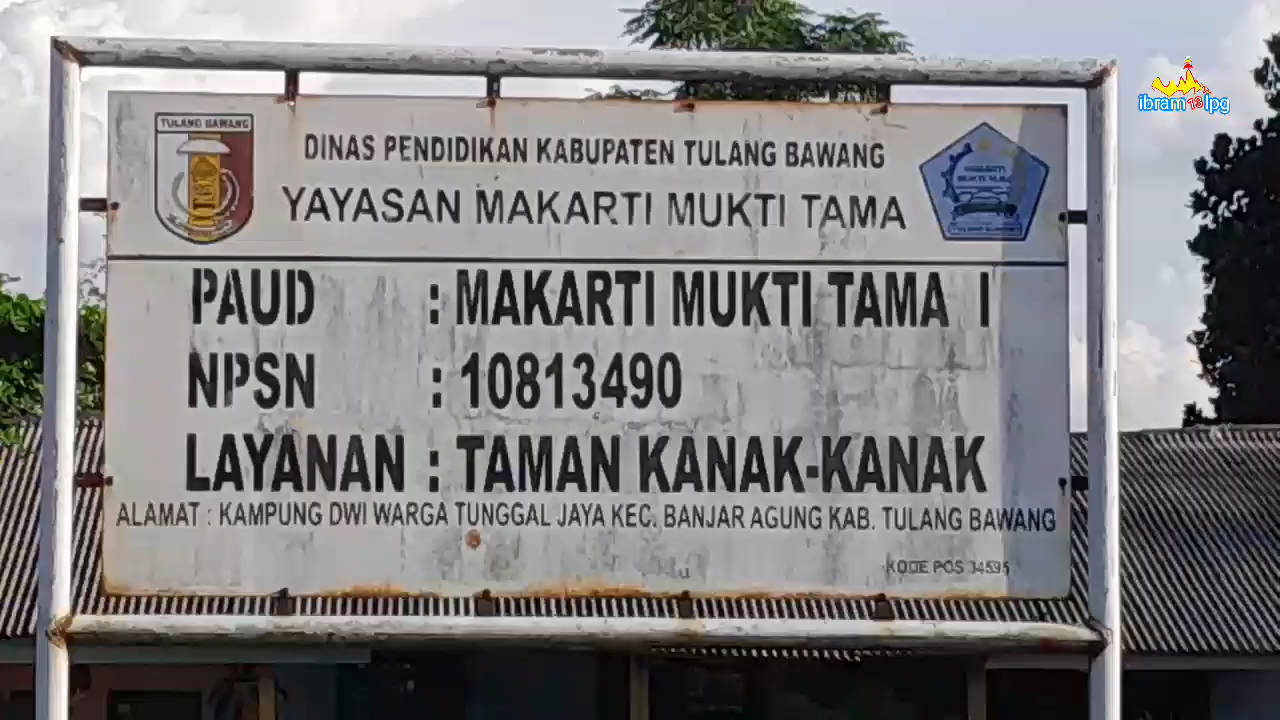 ibram 18 lpg
TULANG BAWANG
DINAS PENDIDIKAN KABUPATEN TULANG BAWANG
YAYASAN MAKARTI MUKTI TAMA
PAUD : MAKARTI MUKTI TAMA I
NPSN : 10813490
LAYANAN : TAMAN KANAK-KANAK
ALAMAT : KAMPUNG DWI WARGA TUNGGAL JAYA KEC. BANJAR AGUNG KAB. TULANG BAWANG
KODE POS 34595